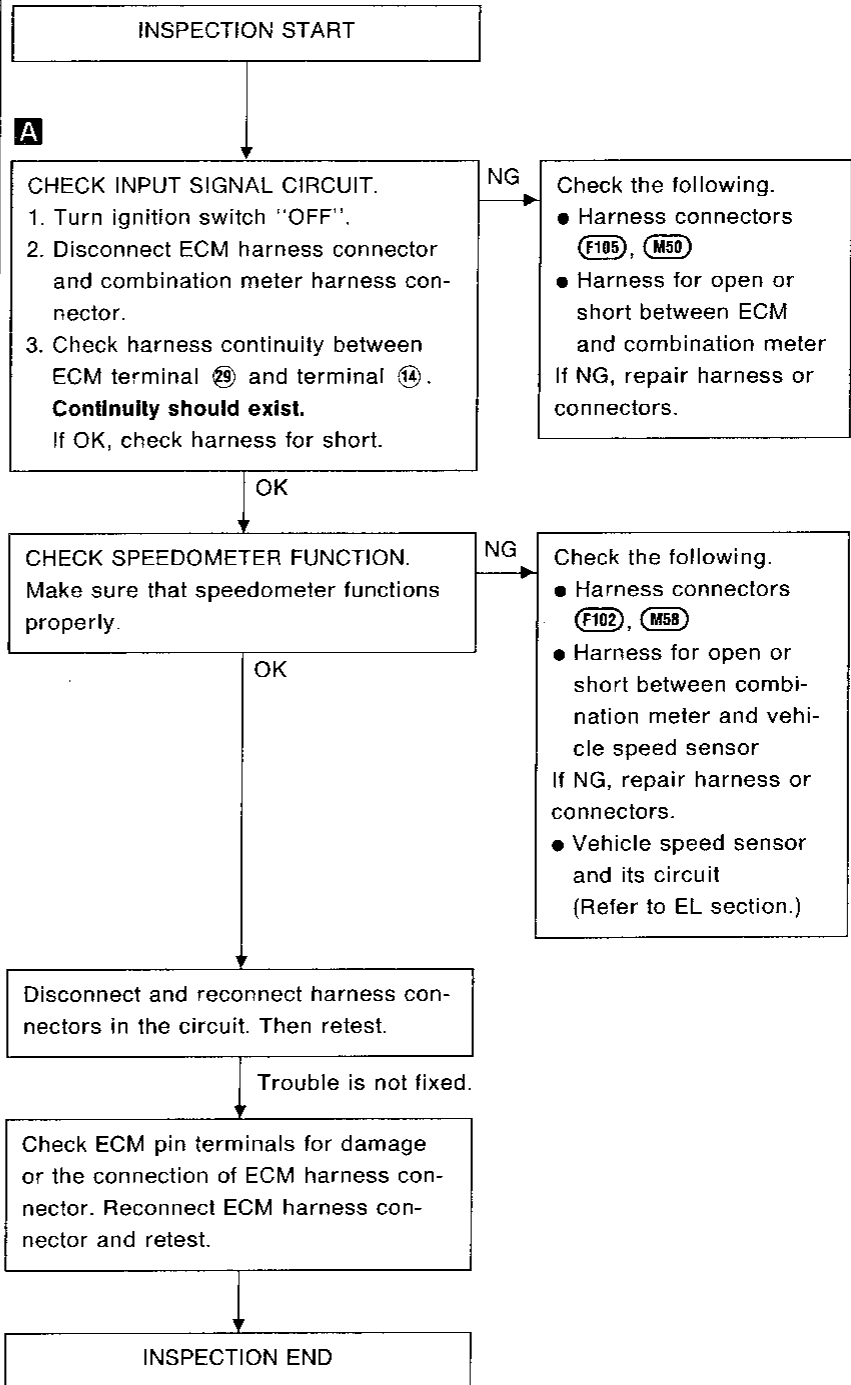 INSPECTION START
A
CHECK INPUT SIGNAL CIRCUIT.
1. Turn ignition switch "OFF".
2. Disconnect ECM harness connector
and combination meter harness con-
nector.
3. Check harness continuity between
ECM terminal ㉙ and terminal ⑭.
Continuity should exist.
If OK, check harness for short.
NG
Check the following.
● Harness connectors
(F105), (M50)
● Harness for open or
short between ECM
and combination meter
If NG, repair harness or
connectors.
OK
CHECK SPEEDOMETER FUNCTION.
Make sure that speedometer functions
properly.
NG
Check the following.
● Harness connectors
(F102), (M58)
● Harness for open or
short between combi-
nation meter and vehi-
cle speed sensor
If NG, repair harness or
connectors.
● Vehicle speed sensor
and its circuit
(Refer to EL section.)
OK
Disconnect and reconnect harness con-
nectors in the circuit. Then retest.
Trouble is not fixed.
Check ECM pin terminals for damage
or the connection of ECM harness con-
nector. Reconnect ECM harness con-
nector and retest.
INSPECTION END